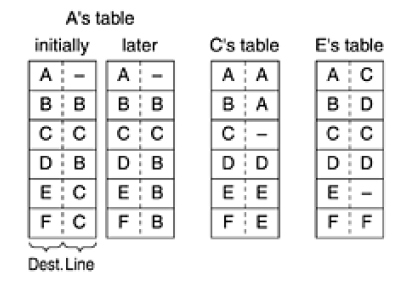 A's table
initially later C's table E's table
A – A – A A A C
B B B B B A B D
C C C C C – C C
D B D B D D D D
E C E B E E E –
F C F B F E F F
Dest. Line